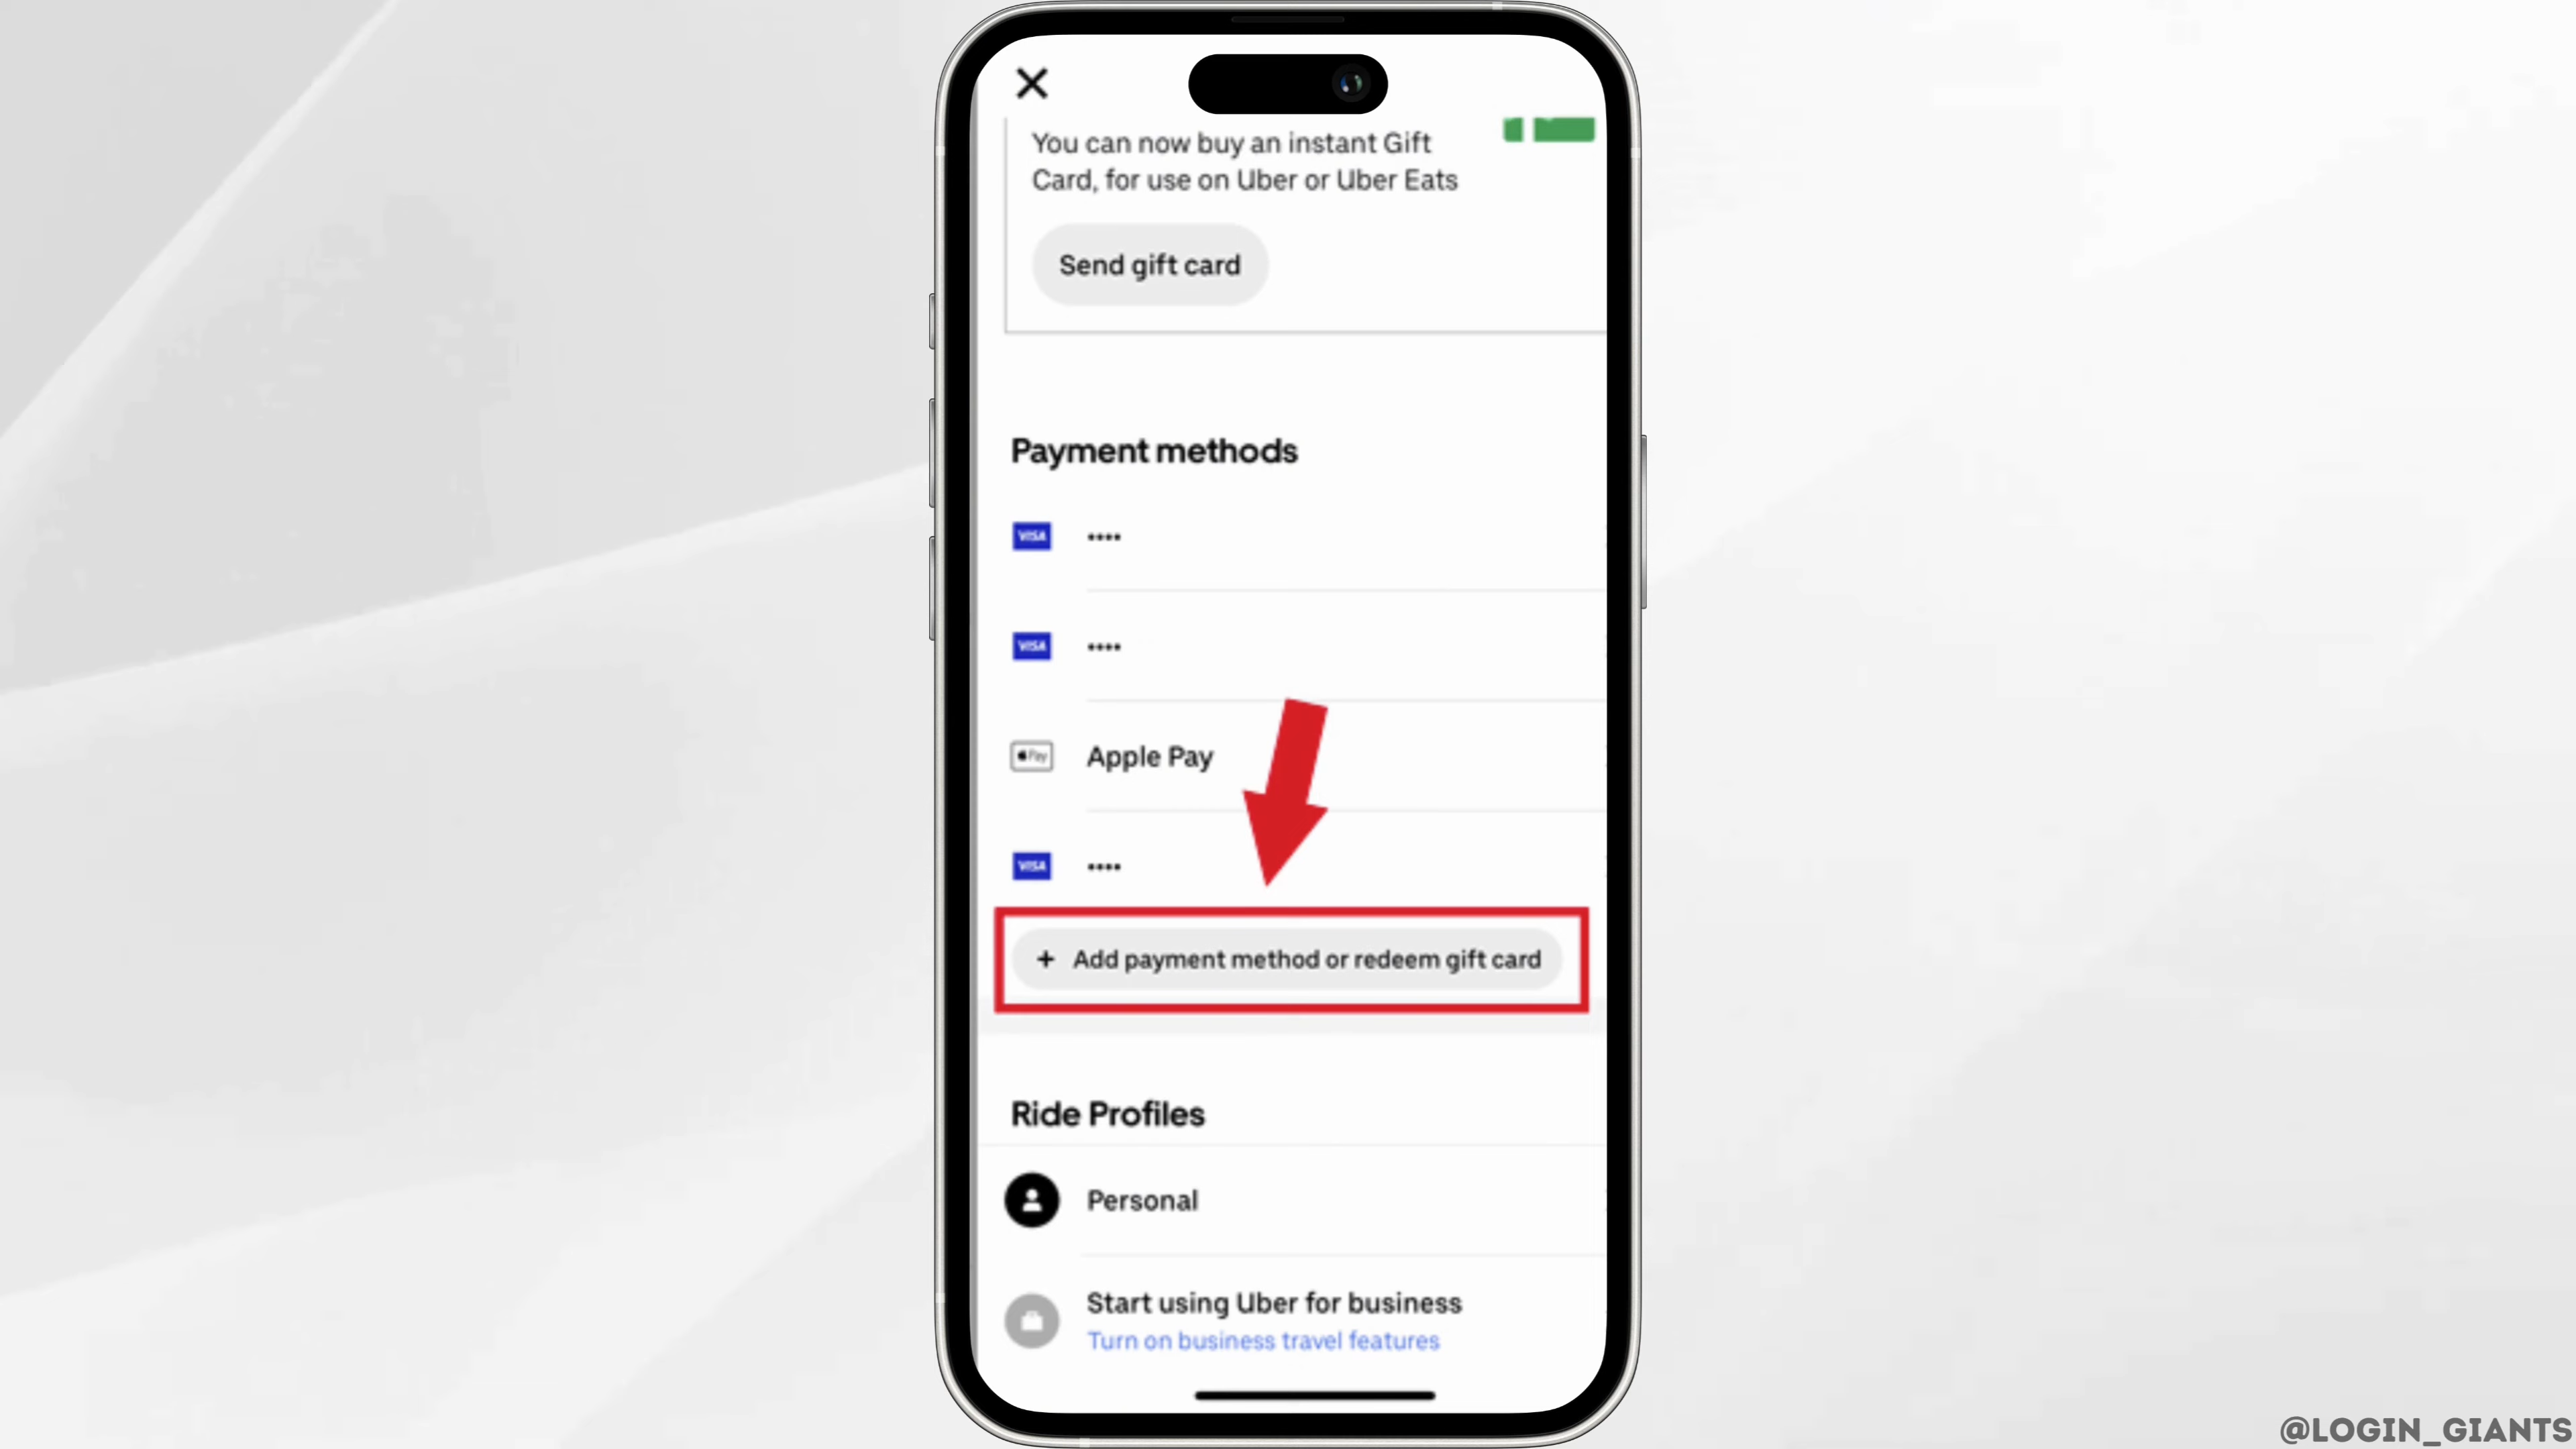 You can now buy an instant Gift
Card, for use on Uber or Uber Eats
Send gift card
Payment methods
VISA ••••
VISA ••••
Pay Apple Pay
VISA ••••
+ Add payment method or redeem gift card
Ride Profiles
Personal
Start using Uber for business
Turn on business travel features
@LOGIN_GIANTS